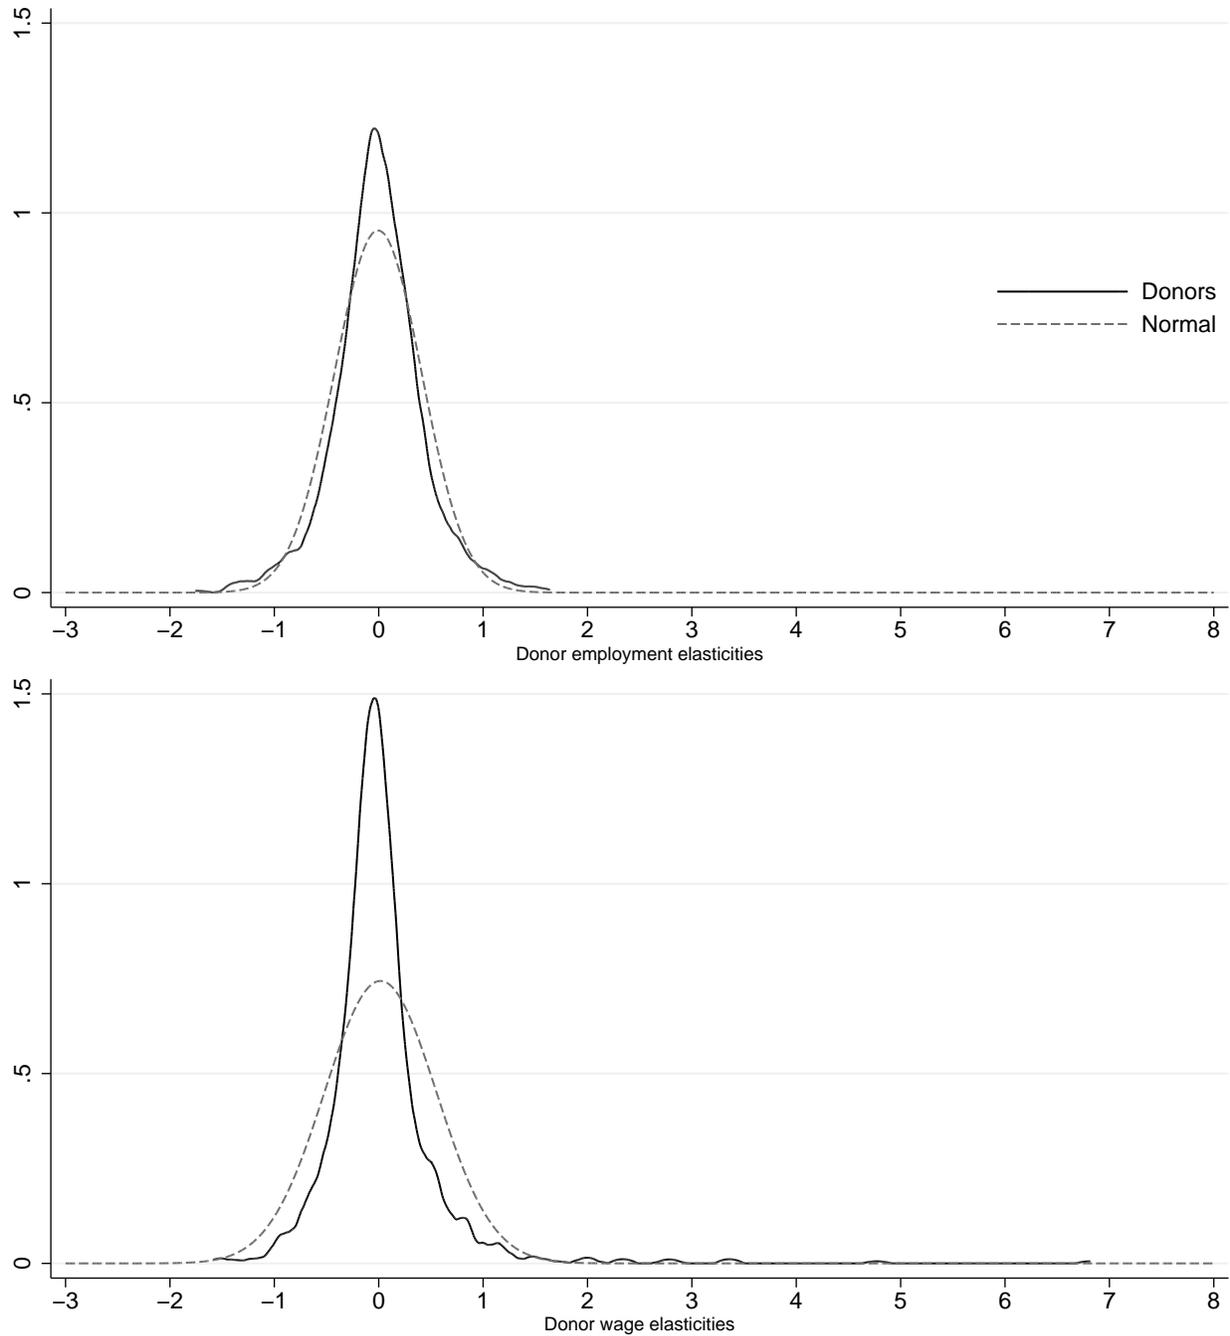 1.5
1
.5
0
Donors
Normal
–3 –2 –1 0 1 2 3 4 5 6 7 8
Donor employment elasticities
1.5
1
.5
0
–3 –2 –1 0 1 2 3 4 5 6 7 8
Donor wage elasticities